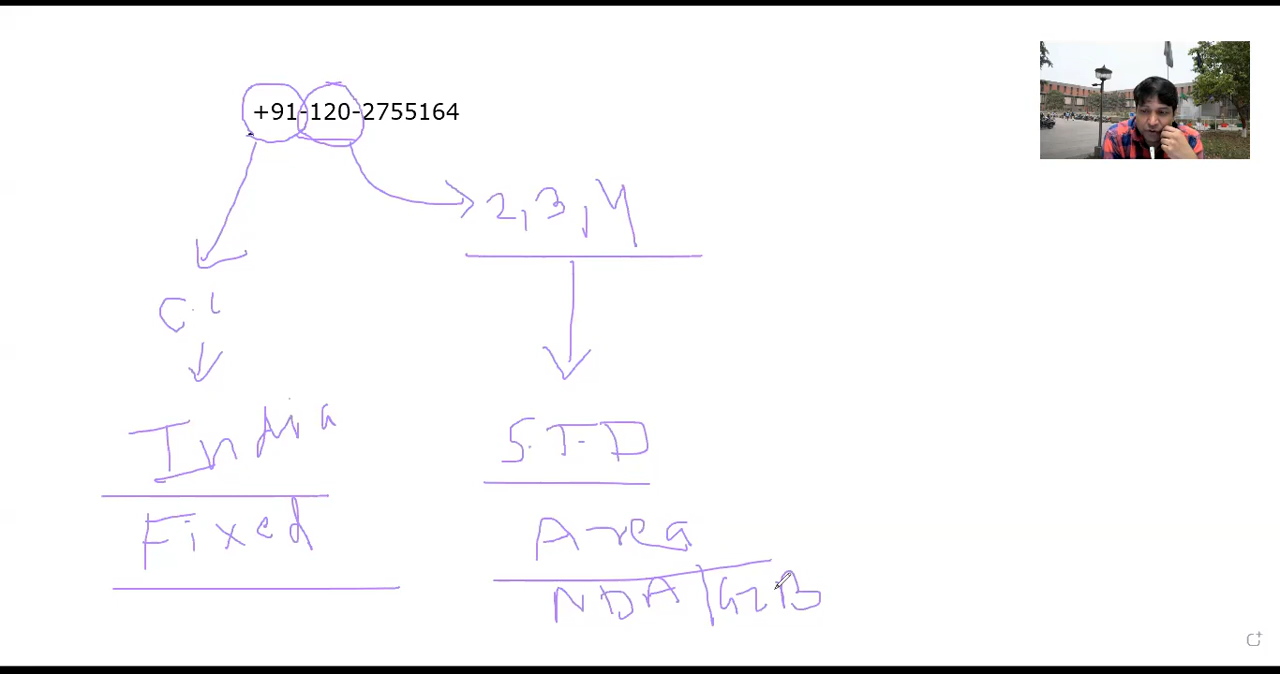 +91-120-2755164
2, 3, 4
C.C
India
S.T.D
Fixed
Area
NDA | GZB